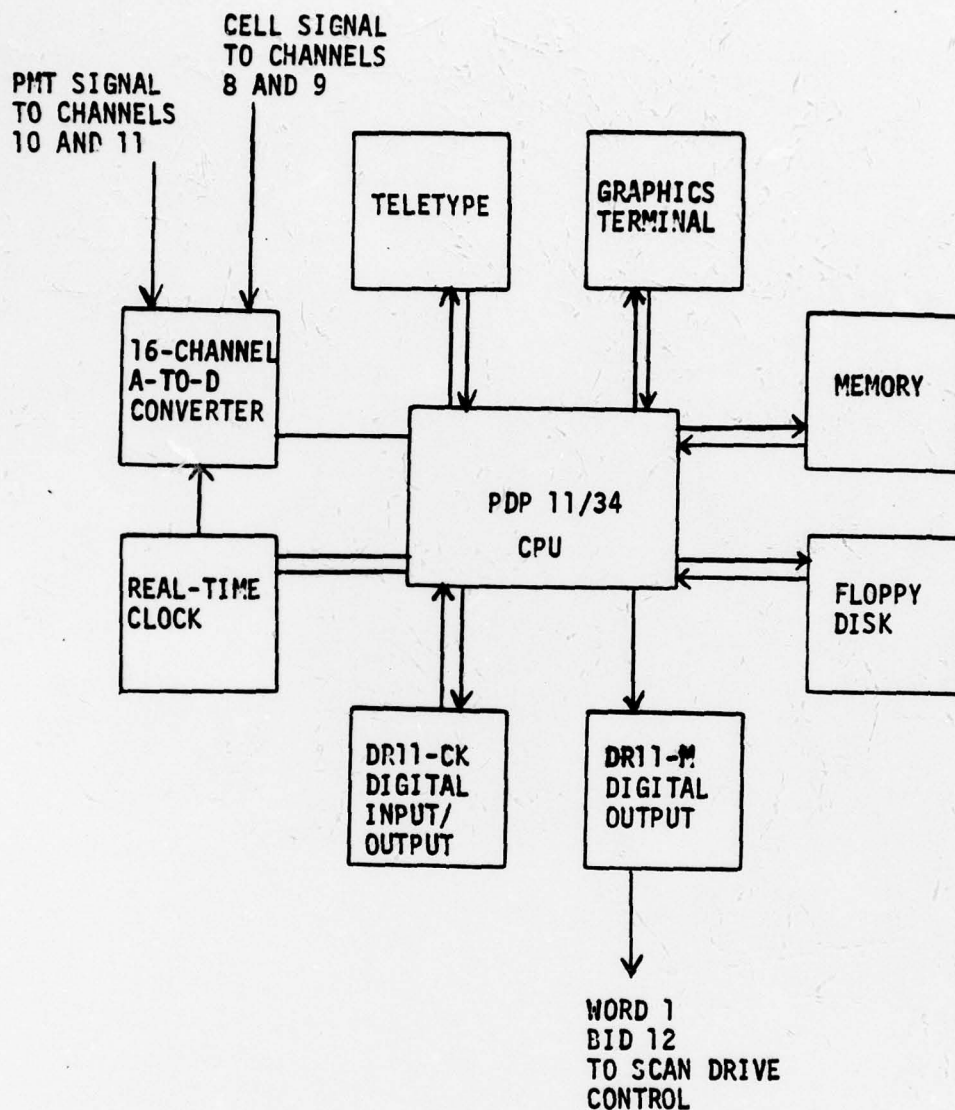 CELL SIGNAL
TO CHANNELS
8 AND 9
PMT SIGNAL
TO CHANNELS
10 AND 11
TELETYPE
GRAPHICS
TERMINAL
16-CHANNEL
A-TO-D
CONVERTER
MEMORY
PDP 11/34
CPU
REAL-TIME
CLOCK
FLOPPY
DISK
DR11-CK
DIGITAL
INPUT/
OUTPUT
DR11-M
DIGITAL
OUTPUT
WORD 1
BID 12
TO SCAN DRIVE
CONTROL